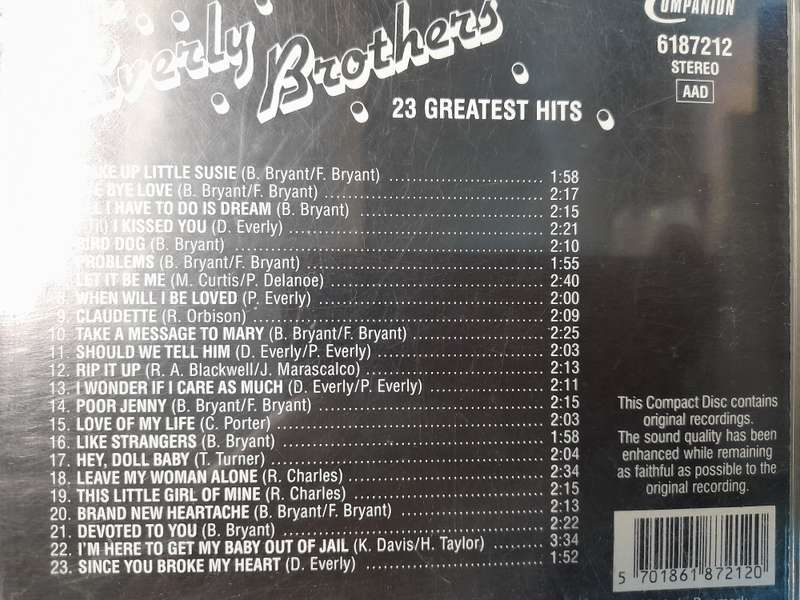 COMPANION
Everly
Brothers
6187212
STEREO
AAD
23 GREATEST HITS
UP LITTLE SUSIE (B. Bryant/F. Bryant) 1:58
BYE LOVE (B. Bryant/F. Bryant) 2:17
I HAVE TO DO IS DREAM (B. Bryant) 2:15
I KISSED YOU (D. Everly) 2:21
BIRD DOG (B. Bryant) 2:10
PROBLEMS (B. Bryant/F. Bryant) 1:55
LET IT BE ME (M. Curtis/P. Delanoe) 2:40
8. WHEN WILL I BE LOVED (P. Everly) 2:00
9. CLAUDETTE (R. Orbison) 2:09
10. TAKE A MESSAGE TO MARY (B. Bryant/F. Bryant) 2:25
11. SHOULD WE TELL HIM (D. Everly/P. Everly) 2:03
12. RIP IT UP (R. A. Blackwell/J. Marascalco) 2:13
13. I WONDER IF I CARE AS MUCH (D. Everly/P. Everly) 2:11
14. POOR JENNY (B. Bryant/F. Bryant) 2:15
15. LOVE OF MY LIFE (C. Porter) 2:03
16. LIKE STRANGERS (B. Bryant) 1:58
17. HEY, DOLL BABY (T. Turner) 2:04
18. LEAVE MY WOMAN ALONE (R. Charles) 2:34
19. THIS LITTLE GIRL OF MINE (R. Charles) 2:15
20. BRAND NEW HEARTACHE (B. Bryant/F. Bryant) 2:13
21. DEVOTED TO YOU (B. Bryant) 2:22
22. I'M HERE TO GET MY BABY OUT OF JAIL (K. Davis/H. Taylor) 3:34
23. SINCE YOU BROKE MY HEART (D. Everly) 1:52
This Compact Disc contains
original recordings.
The sound quality has been
enhanced while remaining
as faithful as possible to the
original recording.
5 701861 872120